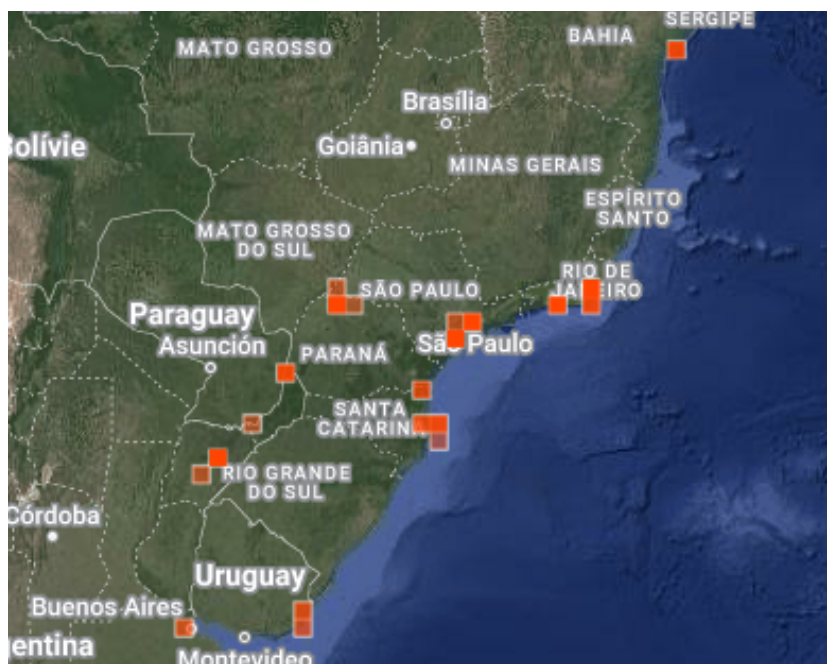 SERGIPE
BAHIA
MATO GROSSO
Brasília
Goiânia
Bolívie
MINAS GERAIS
ESPÍRITO
SANTO
MATO GROSSO
DO SUL
RIO DE
JANEIRO
SÃO PAULO
Paraguay
Asunción
São Paulo
PARANÁ
SANTA
CATARINA
RIO GRANDE
DO SUL
Córdoba
Uruguay
Buenos Aires
gentina
Montevideo